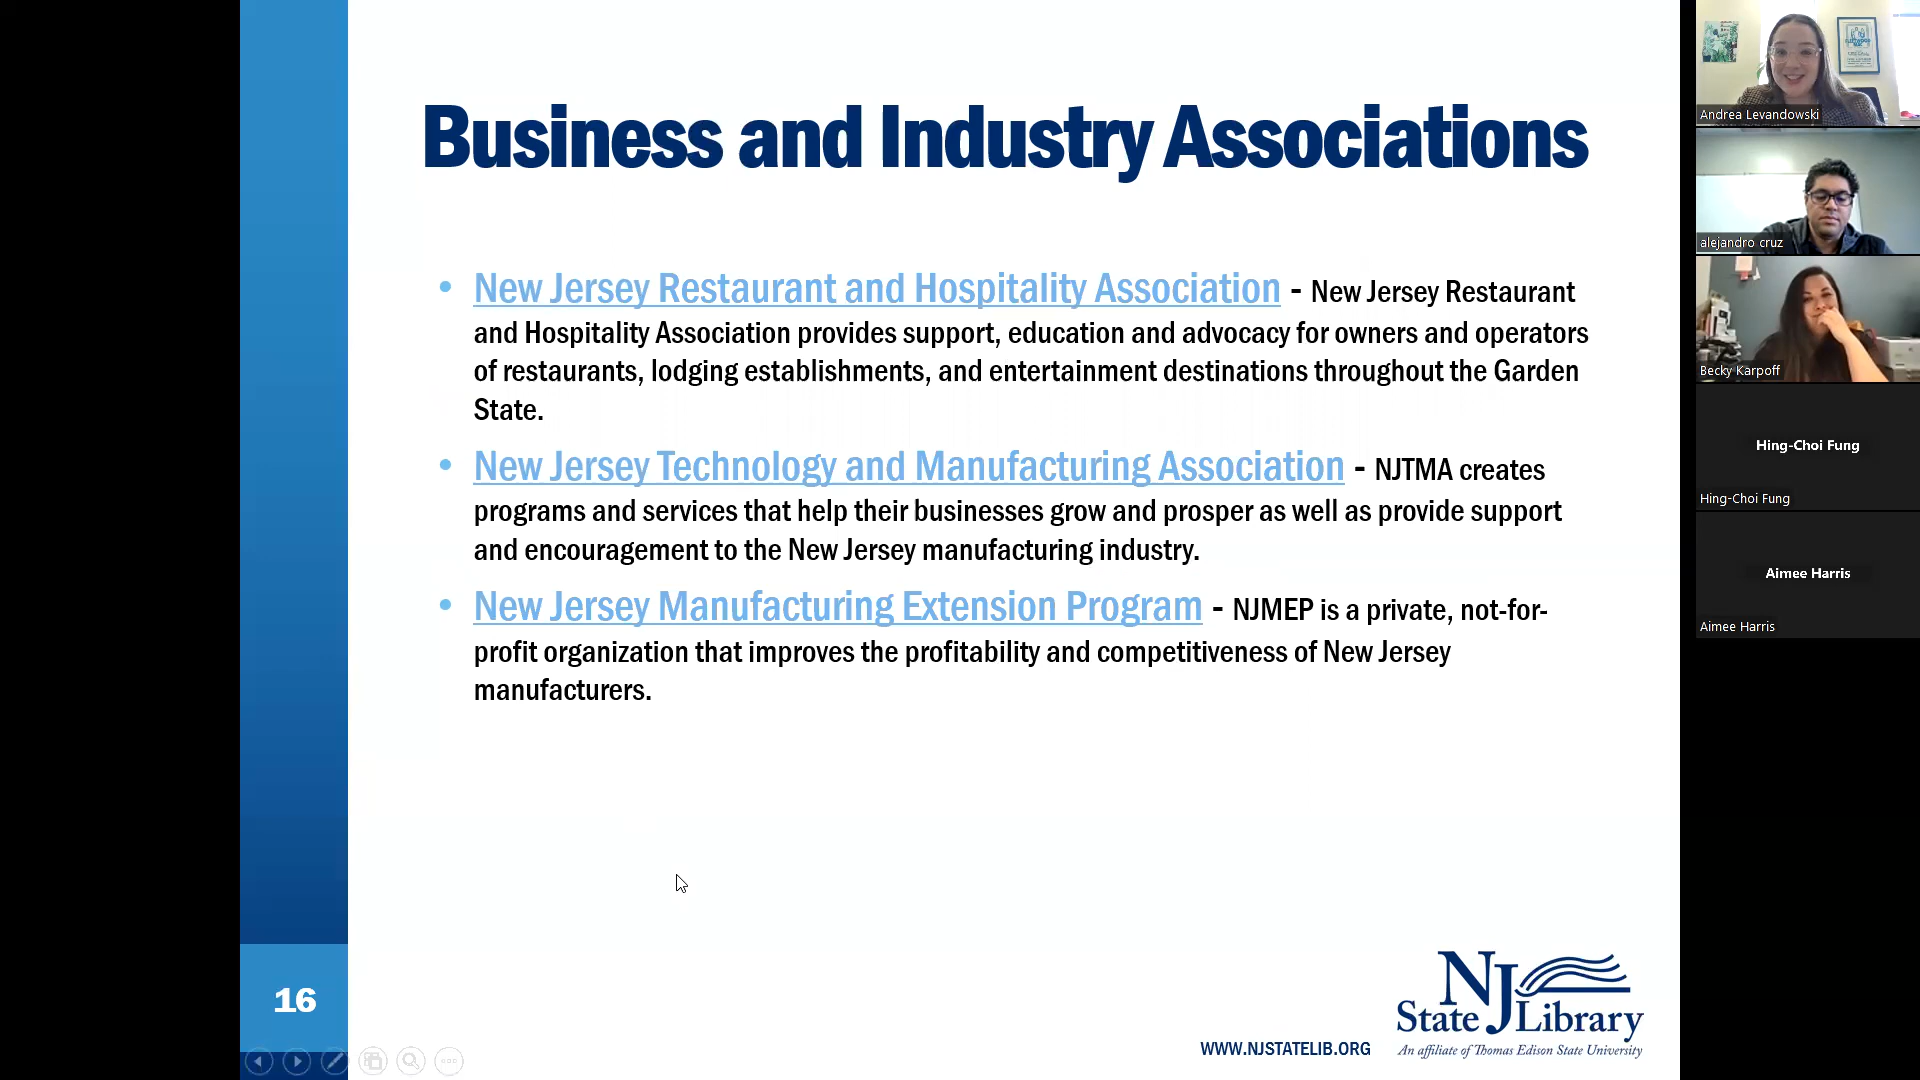 Business and Industry Associations
• New Jersey Restaurant and Hospitality Association - New Jersey Restaurant
and Hospitality Association provides support, education and advocacy for owners and operators
of restaurants, lodging establishments, and entertainment destinations throughout the Garden
State.
• New Jersey Technology and Manufacturing Association - NJTMA creates
programs and services that help their businesses grow and prosper as well as provide support
and encouragement to the New Jersey manufacturing industry.
• New Jersey Manufacturing Extension Program - NJMEP is a private, not-for-
profit organization that improves the profitability and competitiveness of New Jersey
manufacturers.
16
WWW.NJSTATELIB.ORG
NJ
State Library
An affiliate of Thomas Edison State University
Andrea Levandowski
alejandro cruz
Becky Karpoff
Hing-Choi Fung
Hing-Choi Fung
Aimee Harris
Aimee Harris